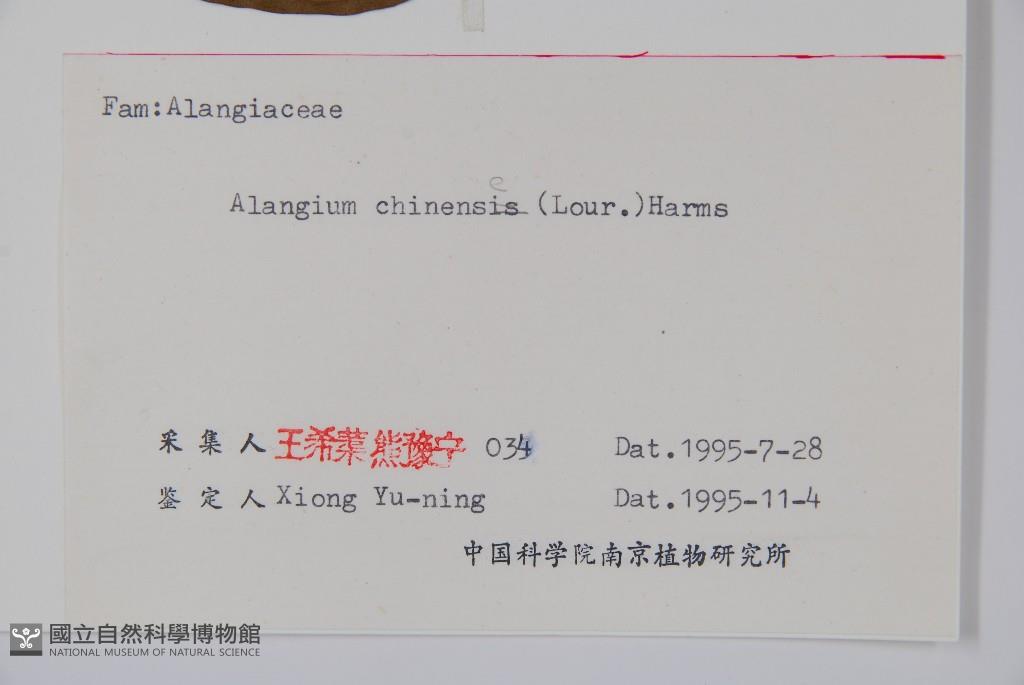 Fam:Alangiaceae
e
Alangium chinensis (Lour.)Harms
采集人 王希蕖 熊豫宁 034 Dat.1995-7-28
鉴定人 Xiong Yu-ning Dat.1995-11-4
中国科学院南京植物研究所
國立自然科學博物館
NATIONAL MUSEUM OF NATURAL SCIENCE